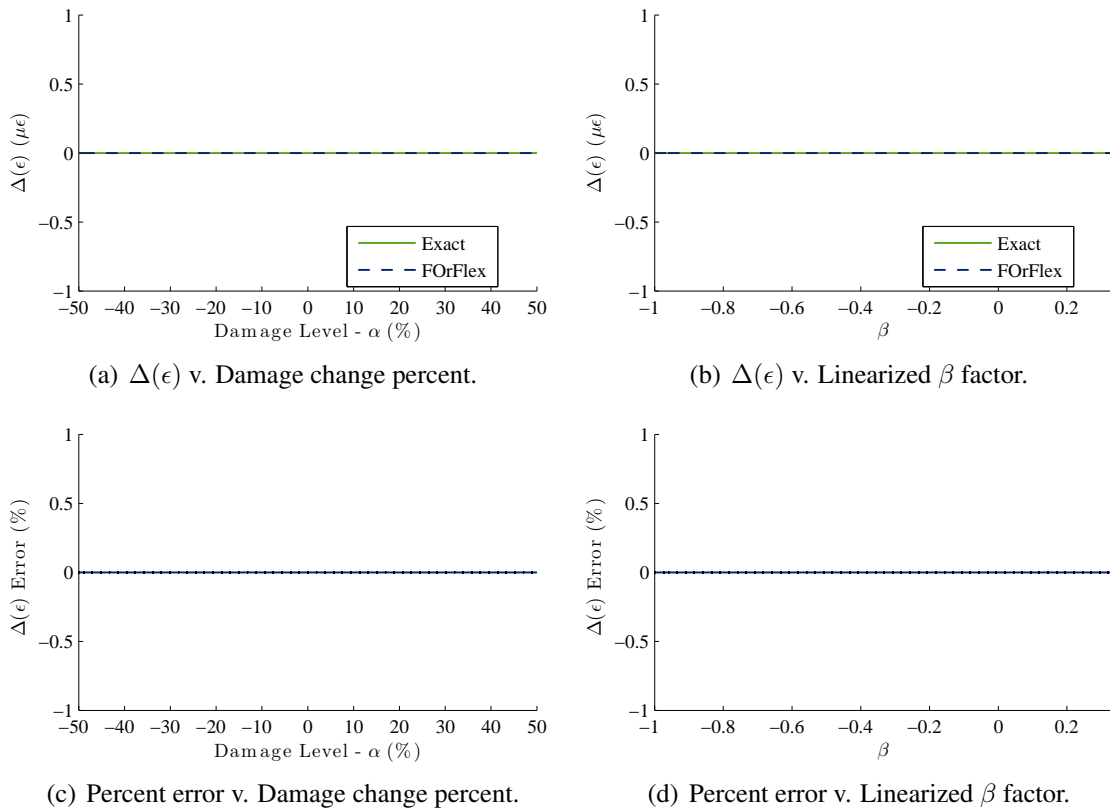 1
0.5
0
−0.5
−1
Δ(ϵ) (μϵ)
Exact
FOrFlex
−50 −40 −30 −20 −10 0 10 20 30 40 50
Damage Level - α (%)
(a) Δ(ϵ) v. Damage change percent.
1
0.5
0
−0.5
−1
Δ(ϵ) (μϵ)
Exact
FOrFlex
−1 −0.8 −0.6 −0.4 −0.2 0 0.2
β
(b) Δ(ϵ) v. Linearized β factor.
1
0.5
0
−0.5
−1
Δ(ϵ) Error (%)
−50 −40 −30 −20 −10 0 10 20 30 40 50
Damage Level - α (%)
(c) Percent error v. Damage change percent.
1
0.5
0
−0.5
−1
Δ(ϵ) Error (%)
−1 −0.8 −0.6 −0.4 −0.2 0 0.2
β
(d) Percent error v. Linearized β factor.